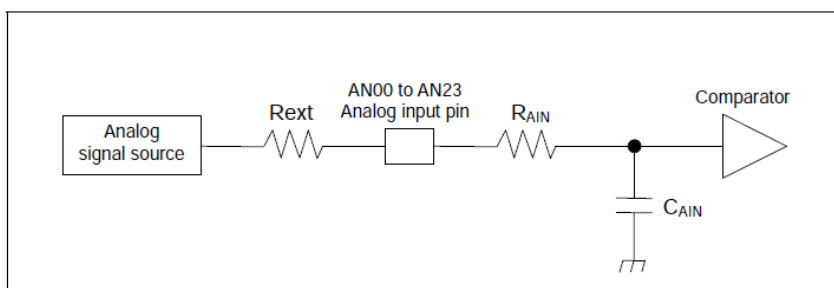 Analog
signal source
Rext
AN00 to AN23
Analog input pin
RAIN
Comparator
CAIN